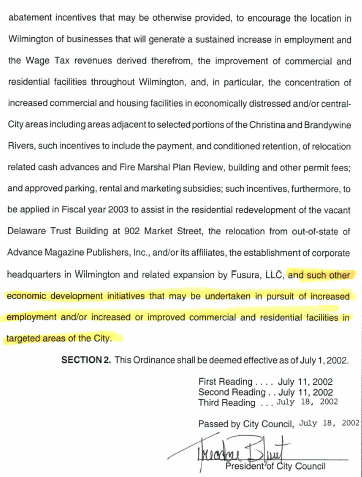 abatement incentives that may be otherwise provided, to encourage the location in
Wilmington of businesses that will generate a sustained increase in employment and
the Wage Tax revenues derived therefrom, the improvement of commercial and
residential facilities throughout Wilmington, and, in particular, the concentration of
increased commercial and housing facilities in economically distressed and/or central-
City areas including areas adjacent to selected portions of the Christina and Brandywine
Rivers, such incentives to include the payment, and conditioned retention, of relocation
related cash advances and Fire Marshal Plan Review, building and other permit fees;
and approved parking, rental and marketing subsidies; such incentives, furthermore, to
be applied in Fiscal year 2003 to assist in the residential redevelopment of the vacant
Delaware Trust Building at 902 Market Street, the relocation from out-of-state of
Advance Magazine Publishers, Inc., and/or its affiliates, the establishment of corporate
headquarters in Wilmington and related expansion by Fusura, LLC, and such other
economic development initiatives that may be undertaken in pursuit of increased
employment and/or increased or improved commercial and residential facilities in
targeted areas of the City.
SECTION 2. This Ordinance shall be deemed effective as of July 1, 2002.
First Reading . . . . July 11, 2002
Second Reading . . July 11, 2002
Third Reading . . . July 18, 2002
Passed by City Council, July 18, 2002
Theodore Blunt
President of City Council